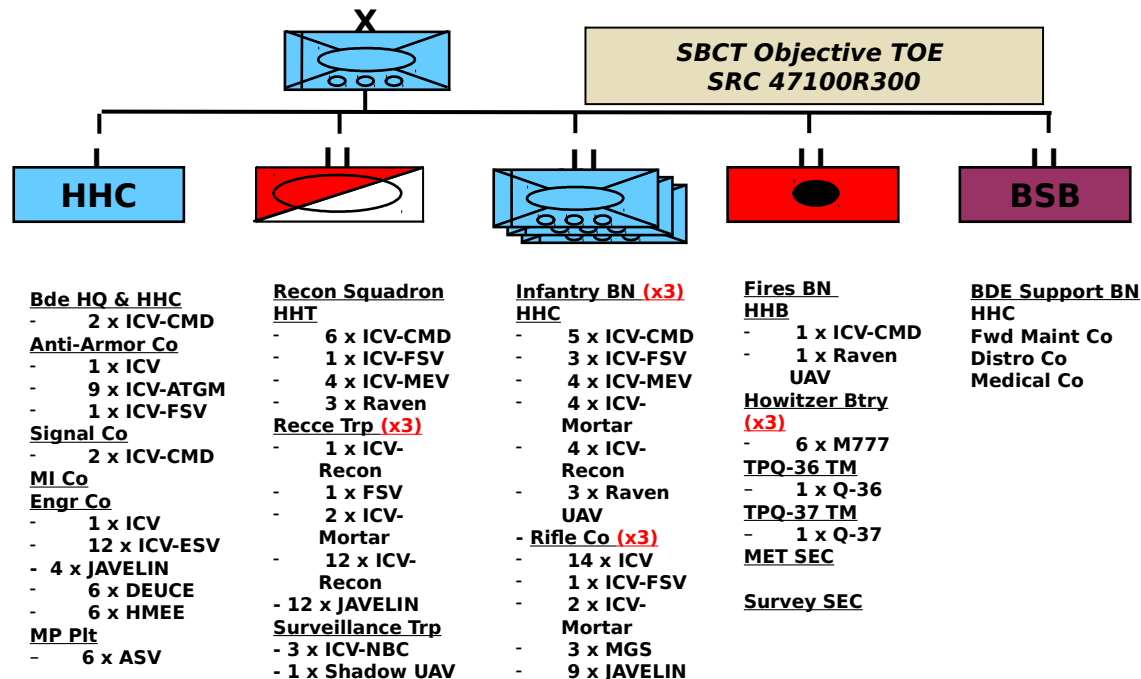 X
SBCT Objective TOE
SRC 47100R300
HHC
BSB
Bde HQ & HHC
- 2 x ICV-CMD
Anti-Armor Co
- 1 x ICV
- 9 x ICV-ATGM
- 1 x ICV-FSV
Signal Co
- 2 x ICV-CMD
MI Co
Engr Co
- 1 x ICV
- 12 x ICV-ESV
- 4 x JAVELIN
- 6 x DEUCE
- 6 x HMEE
MP Plt
– 6 x ASV
Recon Squadron
HHT
- 6 x ICV-CMD
- 1 x ICV-FSV
- 4 x ICV-MEV
- 3 x Raven
Recce Trp (x3)
- 1 x ICV-
Recon
- 1 x FSV
- 2 x ICV-
Mortar
- 12 x ICV-
Recon
- 12 x JAVELIN
Surveillance Trp
- 3 x ICV-NBC
- 1 x Shadow UAV
Infantry BN (x3)
HHC
- 5 x ICV-CMD
- 3 x ICV-FSV
- 4 x ICV-MEV
- 4 x ICV-
Mortar
- 4 x ICV-
Recon
- 3 x Raven
UAV
- Rifle Co (x3)
- 14 x ICV
- 1 x ICV-FSV
- 2 x ICV-
Mortar
- 3 x MGS
- 9 x JAVELIN
Fires BN
HHB
- 1 x ICV-CMD
- 1 x Raven
UAV
Howitzer Btry
(x3)
- 6 x M777
TPQ-36 TM
– 1 x Q-36
TPQ-37 TM
– 1 x Q-37
MET SEC
Survey SEC
BDE Support BN
HHC
Fwd Maint Co
Distro Co
Medical Co